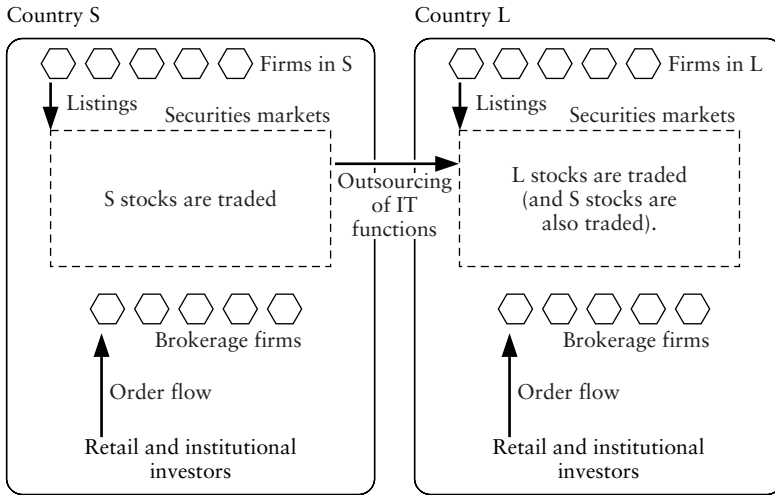 Country S
Firms in S
Listings
Securities markets
S stocks are traded
Brokerage firms
Order flow
Retail and institutional
investors
Outsourcing
of IT
functions
Country L
Firms in L
Listings
Securities markets
L stocks are traded
(and S stocks are
also traded).
Brokerage firms
Order flow
Retail and institutional
investors